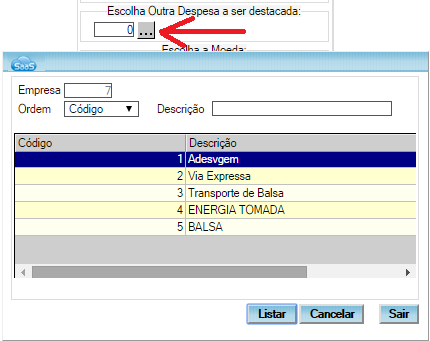 Escolha Outra Despesa a ser destacada:
0 ...
Escolha a Moeda:
SaaS
Empresa 7
Ordem Código Descrição
Código Descrição
1 Adesvgem
2 Via Expressa
3 Transporte de Balsa
4 ENERGIA TOMADA
5 BALSA
Listar Cancelar Sair